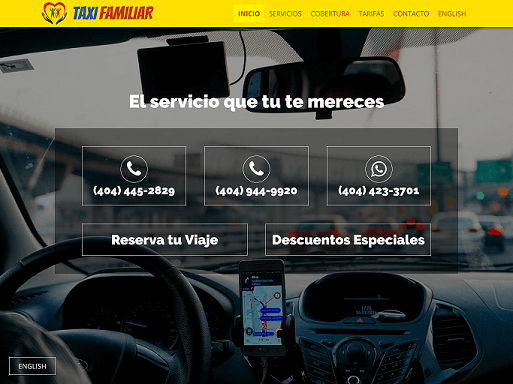 TAXI FAMILIAR
INICIO SERVICIOS COBERTURA TARIFAS CONTACTO ENGLISH
El servicio que tu te mereces
(404) 445-2829 (404) 944-9920 (404) 423-3701
Reserva tu Viaje Descuentos Especiales
ENGLISH